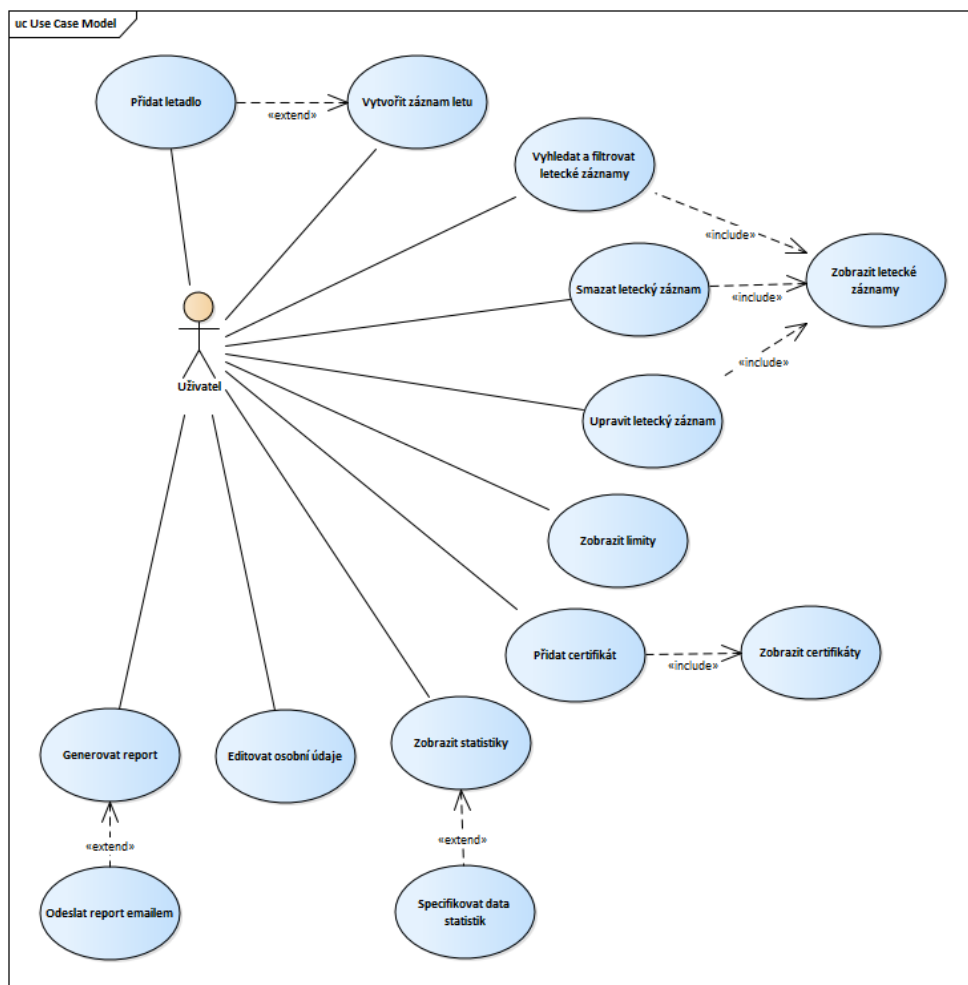 uc Use Case Model
Přidat letadlo
«extend»
Vytvořit záznam letu
Vyhledat a filtrovat
letecké záznamy
«include»
Zobrazit letecké
záznamy
Smazat letecký záznam
«include»
«include»
Uživatel
Upravit letecký záznam
Zobrazit limity
Přidat certifikát
«include»
Zobrazit certifikáty
Generovat report
Editovat osobní údaje
Zobrazit statistiky
«extend»
«extend»
Odeslat report emailem
Specifikovat data
statistik